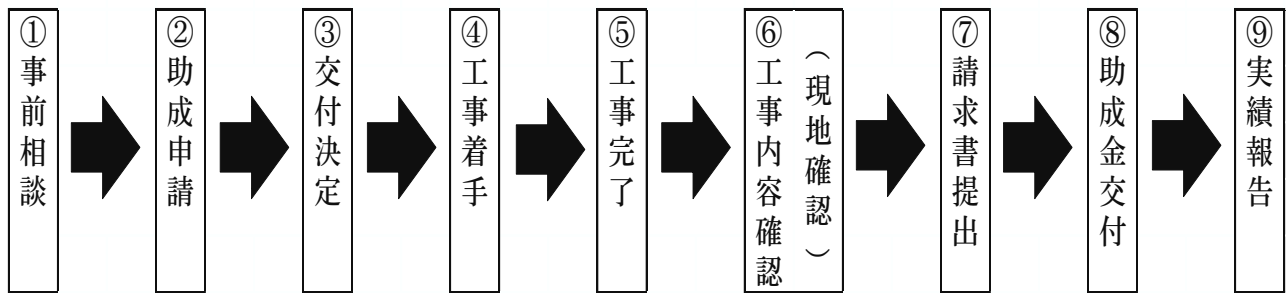 ①事前相談
②助成申請
③交付決定
④工事着手
⑤工事完了
⑥工事内容確認
（現地確認）
⑦請求書提出
⑧助成金交付
⑨実績報告